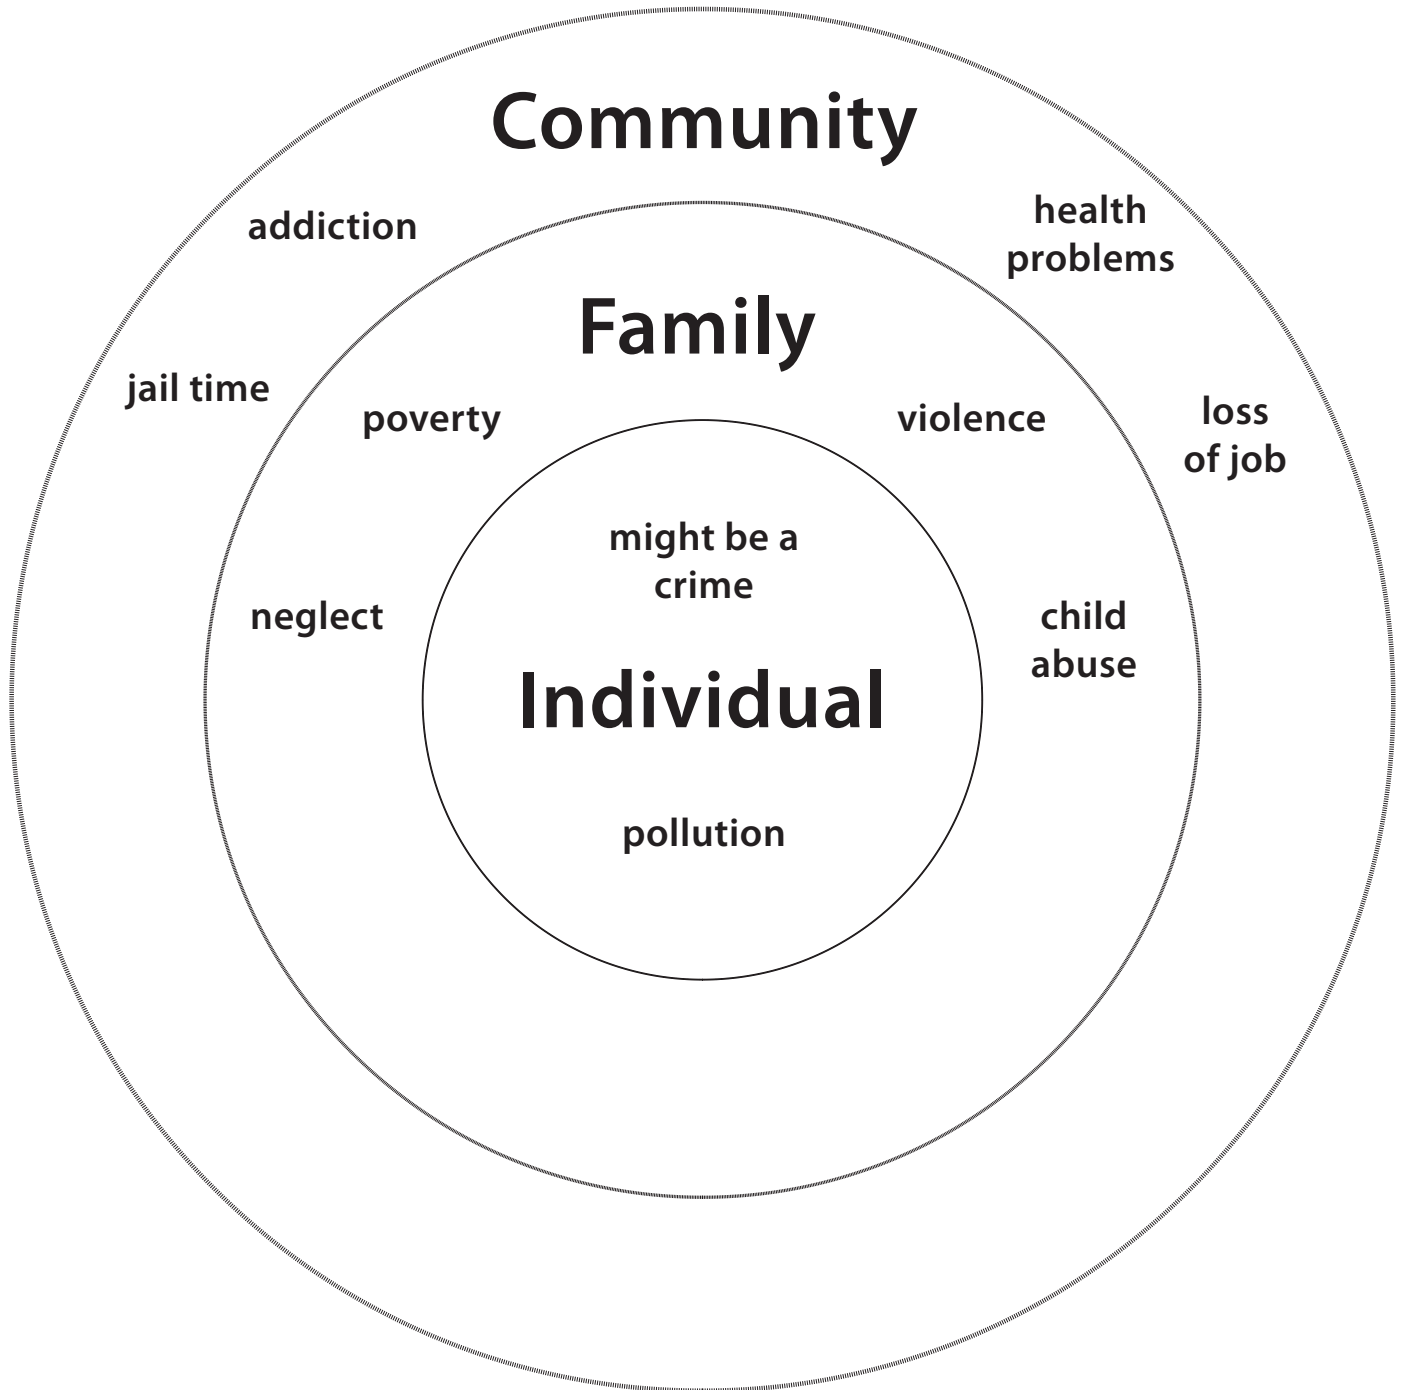 Community
addiction
health
problems
Family
jail time
poverty
violence
loss
of job
might be a
crime
neglect
child
abuse
Individual
pollution